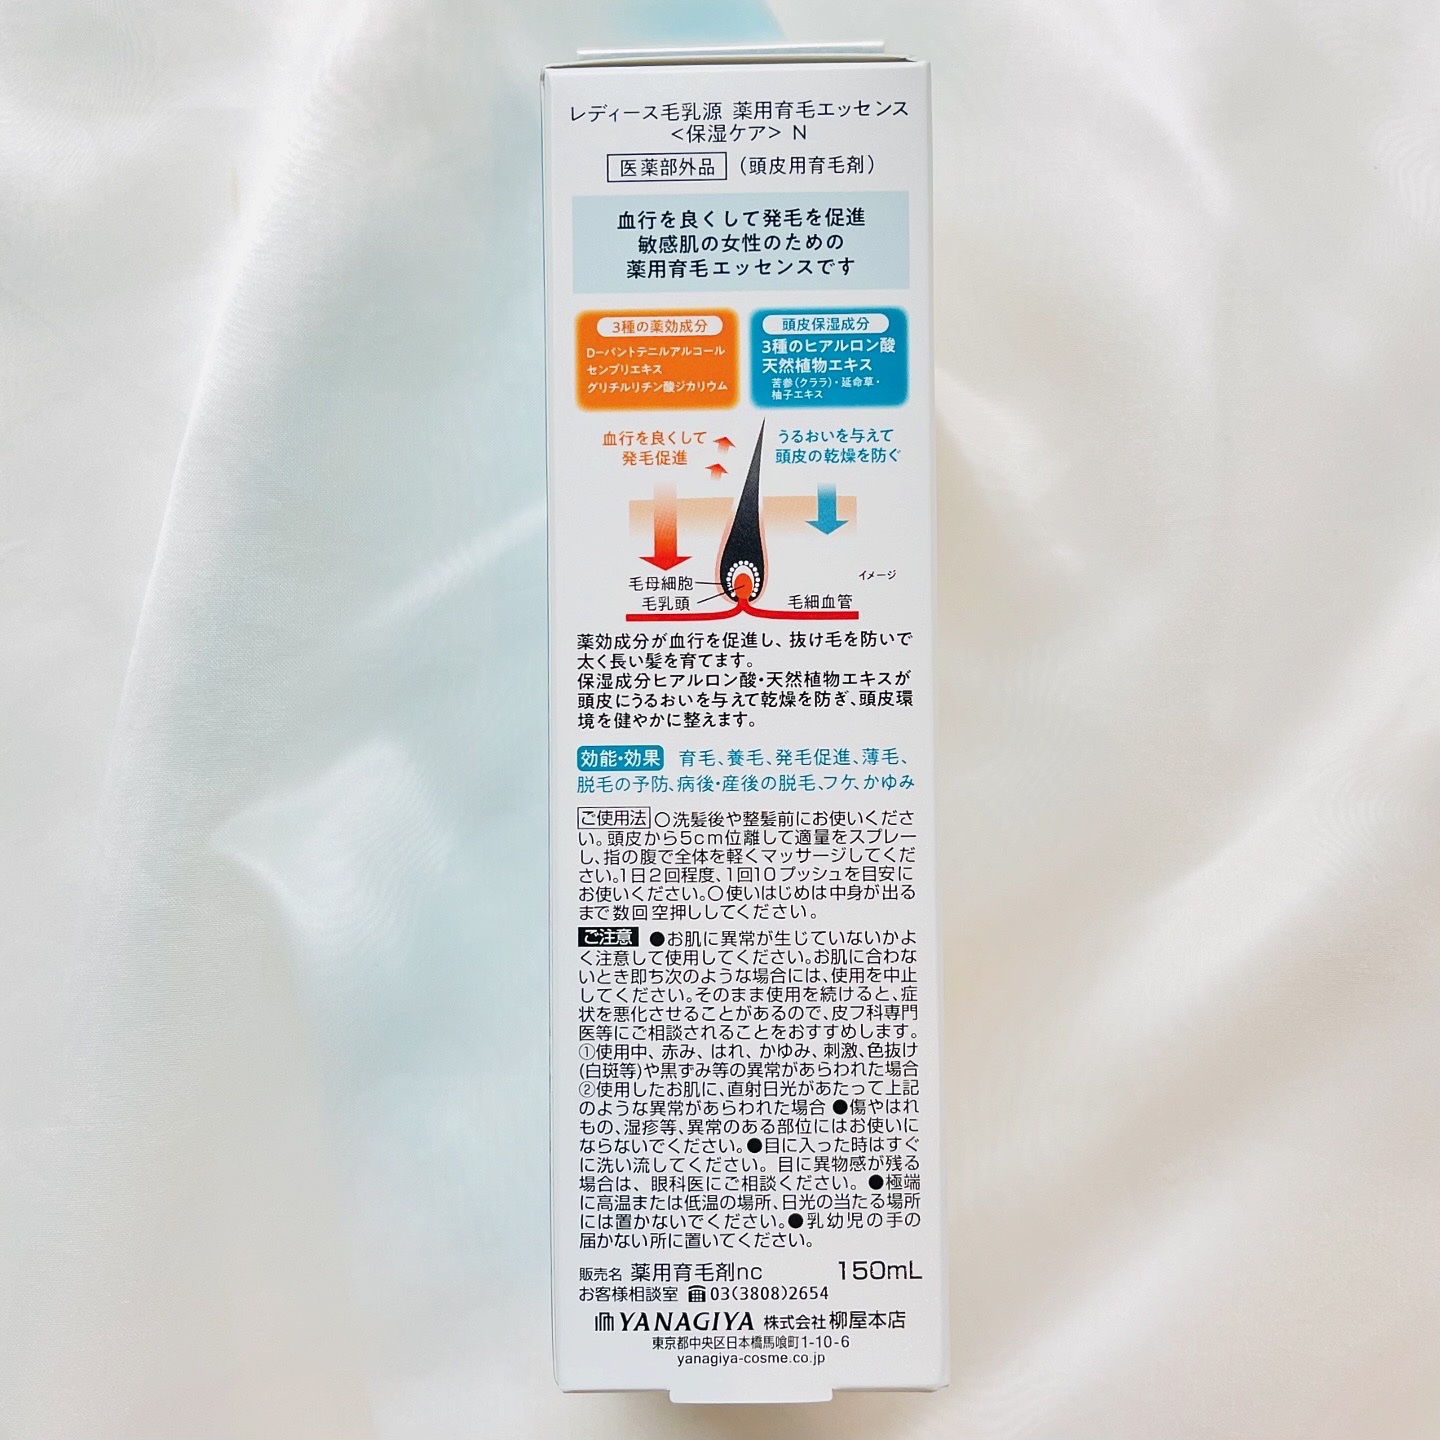 レディース毛乳源 薬用育毛エッセンス
<保湿ケア> N
医薬部外品 (頭皮用育毛剤)
血行を良くして発毛を促進
敏感肌の女性のための
薬用育毛エッセンスです
3種の薬効成分
D-パントテニルアルコール
センブリエキス
グリチルリチン酸ジカリウム
頭皮保湿成分
3種のヒアルロン酸
天然植物エキス
苦参(クララ)・延命草・
柚子エキス
血行を良くして
発毛促進
うるおいを与えて
頭皮の乾燥を防ぐ
イメージ
毛母細胞
毛乳頭
毛細血管
薬効成分が血行を促進し、抜け毛を防いで
太く長い髪を育てます。
保湿成分ヒアルロン酸・天然植物エキスが
頭皮にうるおいを与えて乾燥を防ぎ、頭皮環
境を健やかに整えます。
効能・効果 育毛、養毛、発毛促進、薄毛、
脱毛の予防、病後・産後の脱毛、フケ、かゆみ
ご使用法 〇洗髪後や整髪前にお使いくださ
い。頭皮から5cm位離して適量をスプレー
し、指の腹で全体を軽くマッサージしてくだ
さい。1日2回程度、1回10プッシュを目安に
お使いください。〇使いはじめは中身が出る
まで数回空押ししてください。
ご注意 ●お肌に異常が生じていないかよ
く注意して使用してください。お肌に合わな
いとき即ち次のような場合には、使用を中止
してください。そのまま使用を続けると、症
状を悪化させることがあるので、皮フ科専門
医等にご相談されることをおすすめします。
①使用中、赤み、はれ、かゆみ、刺激、色抜け
(白斑等)や黒ずみ等の異常があらわれた場合
②使用したお肌に、直射日光があたって上記
のような異常があらわれた場合 ●傷やはれ
もの、湿疹等、異常のある部位にはお使いに
ならないでください。●目に入った時はすぐ
に洗い流してください。目に異物感が残る
場合は、眼科医にご相談ください。●極端
に高温または低温の場所、日光の当たる場所
には置かないでください。●乳幼児の手の
届かない所に置いてください。
販売名 薬用育毛剤nc 150mL
お客様相談室 ☎03(3808)2654
YANAGIYA 株式会社柳屋本店
東京都中央区日本橋馬喰町1-10-6
yanagiya-cosme.co.jp